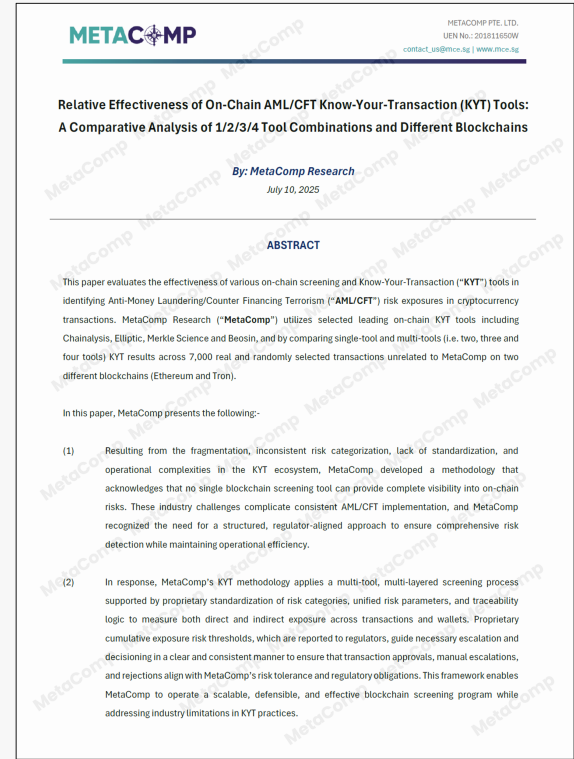 METACOMP
METACOMP PTE. LTD.
UEN No.: 201811650W
contact_us@mce.sg | www.mce.sg
Relative Effectiveness of On-Chain AML/CFT Know-Your-Transaction (KYT) Tools:
A Comparative Analysis of 1/2/3/4 Tool Combinations and Different Blockchains
By: MetaComp Research
July 10, 2025
ABSTRACT
This paper evaluates the effectiveness of various on-chain screening and Know-Your-Transaction (“KYT”) tools in
identifying Anti-Money Laundering/Counter Financing Terrorism (“AML/CFT”) risk exposures in cryptocurrency
transactions. MetaComp Research (“MetaComp”) utilizes selected leading on-chain KYT tools including
Chainalysis, Elliptic, Merkle Science and Beosin, and by comparing single-tool and multi-tools (i.e. two, three and
four tools) KYT results across 7,000 real and randomly selected transactions unrelated to MetaComp on two
different blockchains (Ethereum and Tron).
In this paper, MetaComp presents the following:-
(1) Resulting from the fragmentation, inconsistent risk categorization, lack of standardization, and
operational complexities in the KYT ecosystem, MetaComp developed a methodology that
acknowledges that no single blockchain screening tool can provide complete visibility into on-chain
risks. These industry challenges complicate consistent AML/CFT implementation, and MetaComp
recognized the need for a structured, regulator-aligned approach to ensure comprehensive risk
detection while maintaining operational efficiency.
(2) In response, MetaComp's KYT methodology applies a multi-tool, multi-layered screening process
supported by proprietary standardization of risk categories, unified risk parameters, and traceability
logic to measure both direct and indirect exposure across transactions and wallets. Proprietary
cumulative exposure risk thresholds, which are reported to regulators, guide necessary escalation and
decisioning in a clear and consistent manner to ensure that transaction approvals, manual escalations,
and rejections align with MetaComp's risk tolerance and regulatory obligations. This framework enables
MetaComp to operate a scalable, defensible, and effective blockchain screening program while
addressing industry limitations in KYT practices.